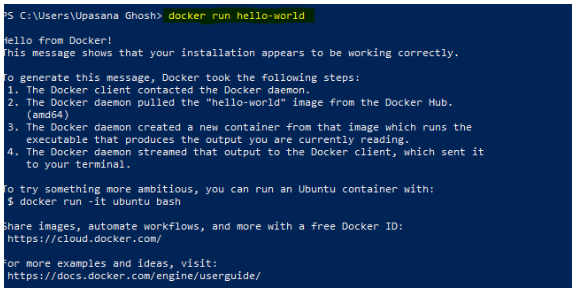 PS C:\Users\Upasana Ghosh> docker run hello-world
Hello from Docker!
This message shows that your installation appears to be working correctly.
To generate this message, Docker took the following steps:
1. The Docker client contacted the Docker daemon.
2. The Docker daemon pulled the "hello-world" image from the Docker Hub.
(amd64)
3. The Docker daemon created a new container from that image which runs the
executable that produces the output you are currently reading.
4. The Docker daemon streamed that output to the Docker client, which sent it
to your terminal.
To try something more ambitious, you can run an Ubuntu container with:
$ docker run -it ubuntu bash
Share images, automate workflows, and more with a free Docker ID:
https://cloud.docker.com/
For more examples and ideas, visit:
https://docs.docker.com/engine/userguide/